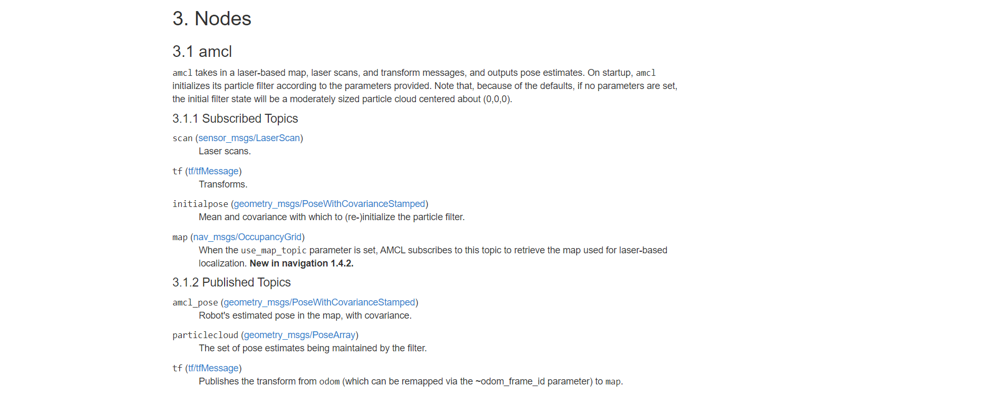 3. Nodes
3.1 amcl
amcl takes in a laser-based map, laser scans, and transform messages, and outputs pose estimates. On startup, amcl
initializes its particle filter according to the parameters provided. Note that, because of the defaults, if no parameters are set,
the initial filter state will be a moderately sized particle cloud centered about (0,0,0).
3.1.1 Subscribed Topics
scan (sensor_msgs/LaserScan)
Laser scans.
tf (tf/tfMessage)
Transforms.
initialpose (geometry_msgs/PoseWithCovarianceStamped)
Mean and covariance with which to (re-)initialize the particle filter.
map (nav_msgs/OccupancyGrid)
When the use_map_topic parameter is set, AMCL subscribes to this topic to retrieve the map used for laser-based
localization. New in navigation 1.4.2.
3.1.2 Published Topics
amcl_pose (geometry_msgs/PoseWithCovarianceStamped)
Robot's estimated pose in the map, with covariance.
particlecloud (geometry_msgs/PoseArray)
The set of pose estimates being maintained by the filter.
tf (tf/tfMessage)
Publishes the transform from odom (which can be remapped via the ~odom_frame_id parameter) to map.